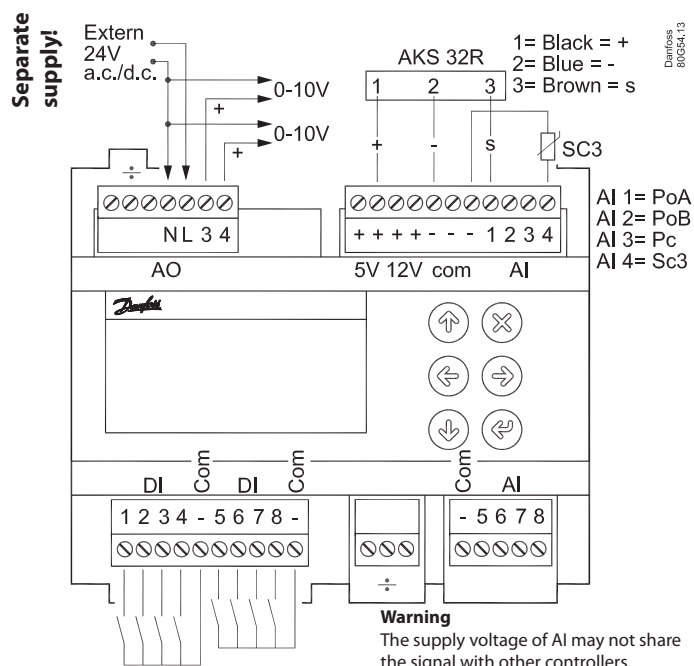 Separate
supply!
Extern
24V
a.c./d.c.
0-10V
0-10V
+
+
÷
AKS 32R
1 2 3
1= Black = +
2= Blue = -
3= Brown = s
Danfoss
80G54.13
+ - s
SC3
N L 3 4
AO
+ + + + - - - 1 2 3 4
5V 12V com AI
AI 1= PoA
AI 2= PoB
AI 3= Pc
AI 4= Sc3
Danfoss
DI Com DI Com
1 2 3 4 - 5 6 7 8 -
Com AI
- 5 6 7 8
÷
Warning
The supply voltage of AI may not share
the signal with other controllers